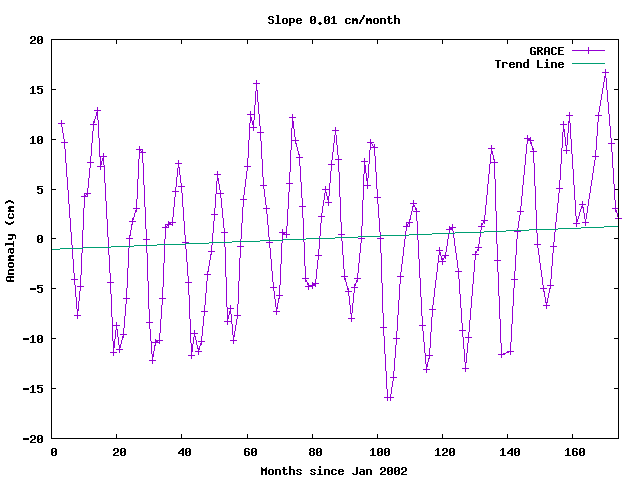 Slope 0.01 cm/month
GRACE
Trend Line
20
15
10
5
0
-5
-10
-15
-20
Anomaly (cm)
0 20 40 60 80 100 120 140 160
Months since Jan 2002